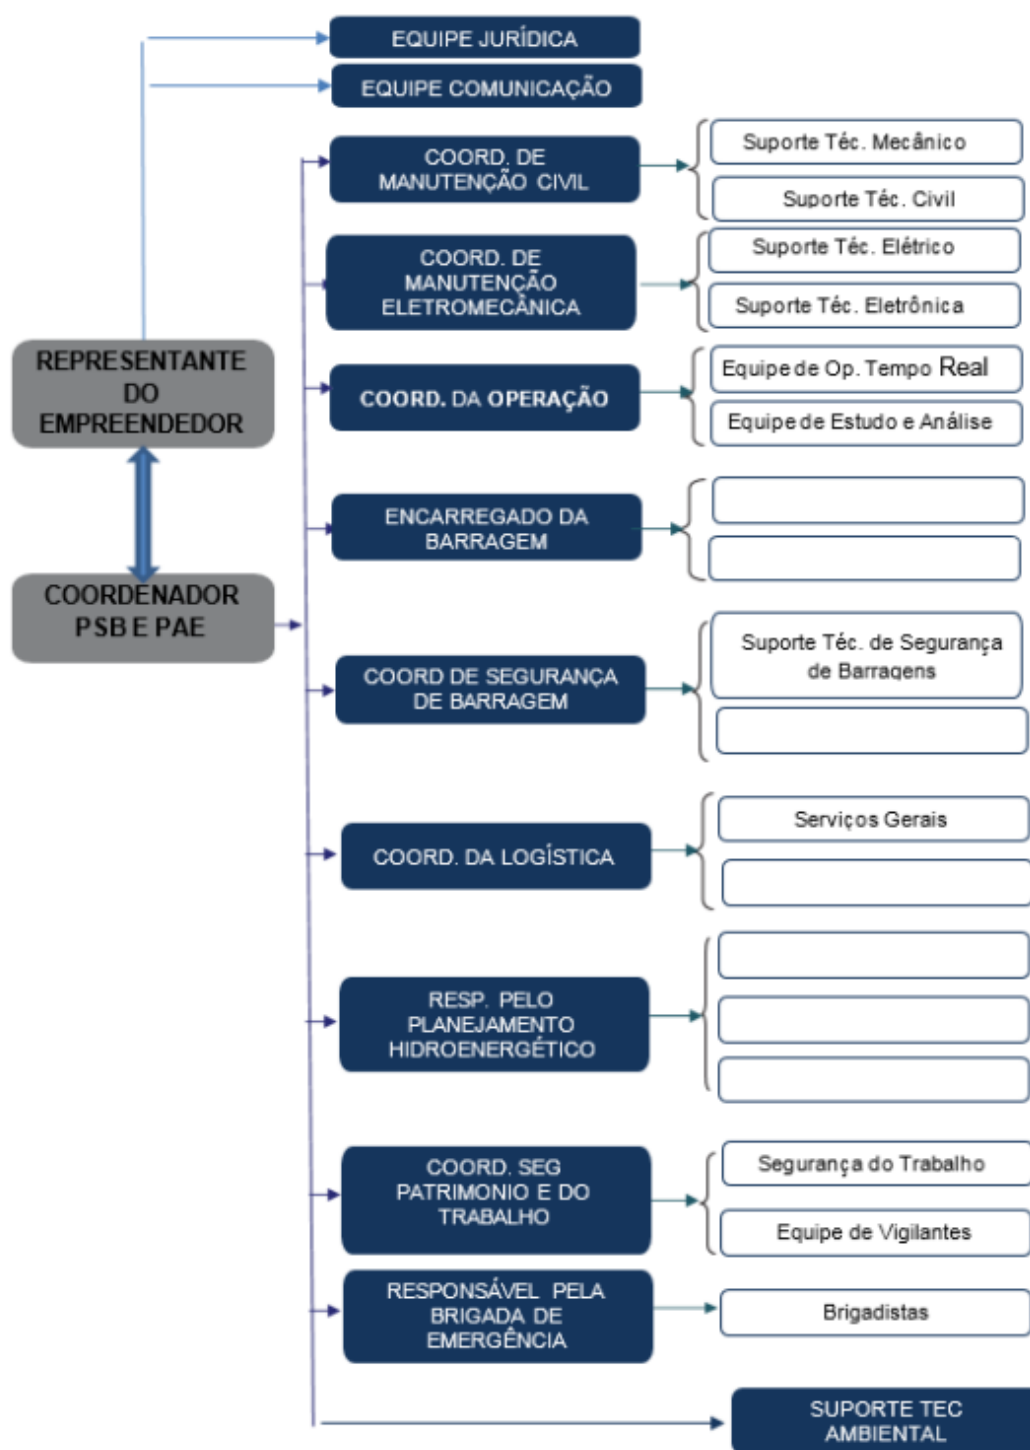 EQUIPE JURÍDICA
EQUIPE COMUNICAÇÃO
COORD. DE
MANUTENÇÃO CIVIL
Suporte Téc. Mecânico
Suporte Téc. Civil
COORD. DE
MANUTENÇÃO
ELETROMECÂNICA
Suporte Téc. Elétrico
Suporte Téc. Eletrônica
REPRESENTANTE
DO
EMPREENDEDOR
COORD. DA OPERAÇÃO
Equipe de Op. Tempo Real
Equipe de Estudo e Análise
ENCARREGADO DA
BARRAGEM
COORDENADOR
PSB E PAE
COORD DE SEGURANÇA
DE BARRAGEM
Suporte Téc. de Segurança
de Barragens
COORD. DA LOGÍSTICA
Serviços Gerais
RESP. PELO
PLANEJAMENTO
HIDROENERGÉTICO
COORD. SEG
PATRIMONIO E DO
TRABALHO
Segurança do Trabalho
Equipe de Vigilantes
RESPONSÁVEL PELA
BRIGADA DE
EMERGÊNCIA
Brigadistas
SUPORTE TEC
AMBIENTAL